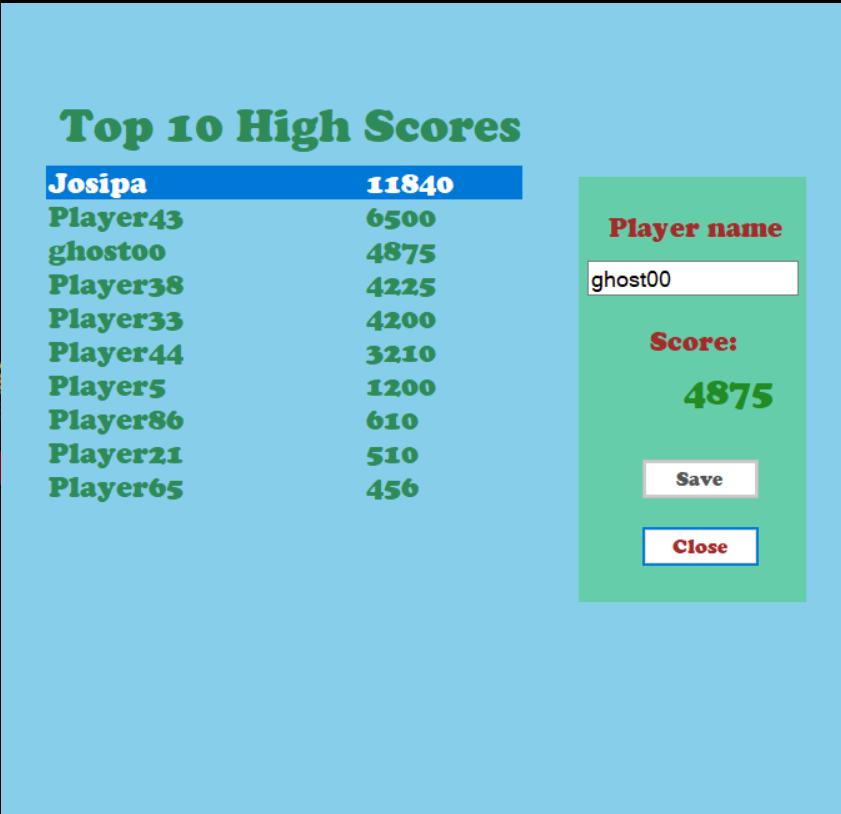 Top 10 High Scores
Josipa 11840
Player43 6500
ghost00 4875
Player38 4225
Player33 4200
Player44 3210
Player5 1200
Player86 610
Player21 510
Player65 456
Player name
ghost00
Score:
4875
Save
Close